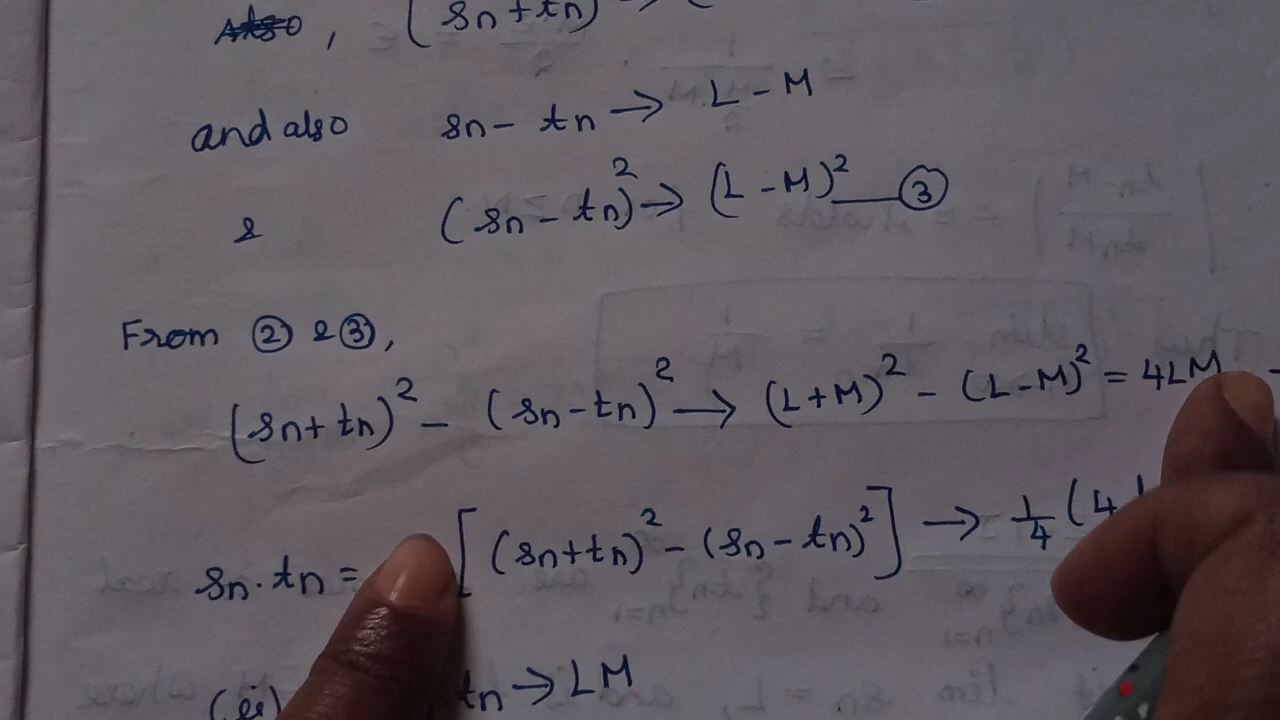 , (sn + tn) →
and also sn - tn → L - M
& (sn - tn)² → (L - M)² —— ③
From ② & ③,
(sn + tn)² - (sn - tn)² → (L + M)² - (L - M)² = 4LM
sn · tn = [(sn + tn)² - (sn - tn)²] → 1/4 (4
(ie) tn → LM